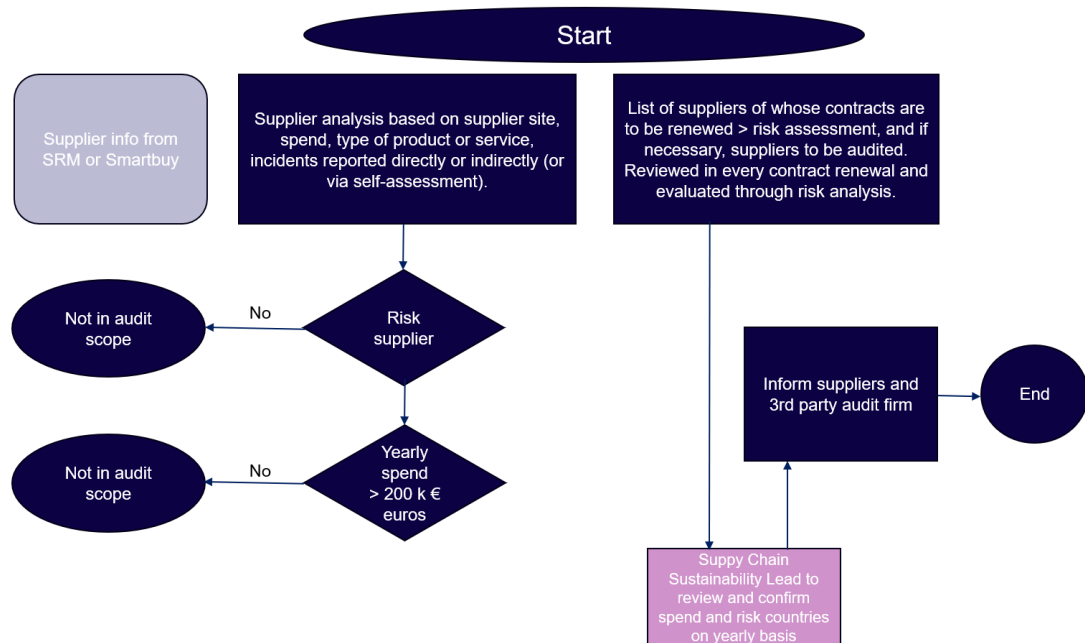 Start
Supplier info from
SRM or Smartbuy
Supplier analysis based on supplier site,
spend, type of product or service,
incidents reported directly or indirectly (or
via self-assessment).
List of suppliers of whose contracts are
to be renewed > risk assessment, and if
necessary, suppliers to be audited.
Reviewed in every contract renewal and
evaluated through risk analysis.
Not in audit
scope
No
Risk
supplier
Inform suppliers and
3rd party audit firm
End
Not in audit
scope
No
Yearly
spend
> 200 k €
euros
Suppy Chain
Sustainability Lead to
review and confirm
spend and risk countries
on yearly basis